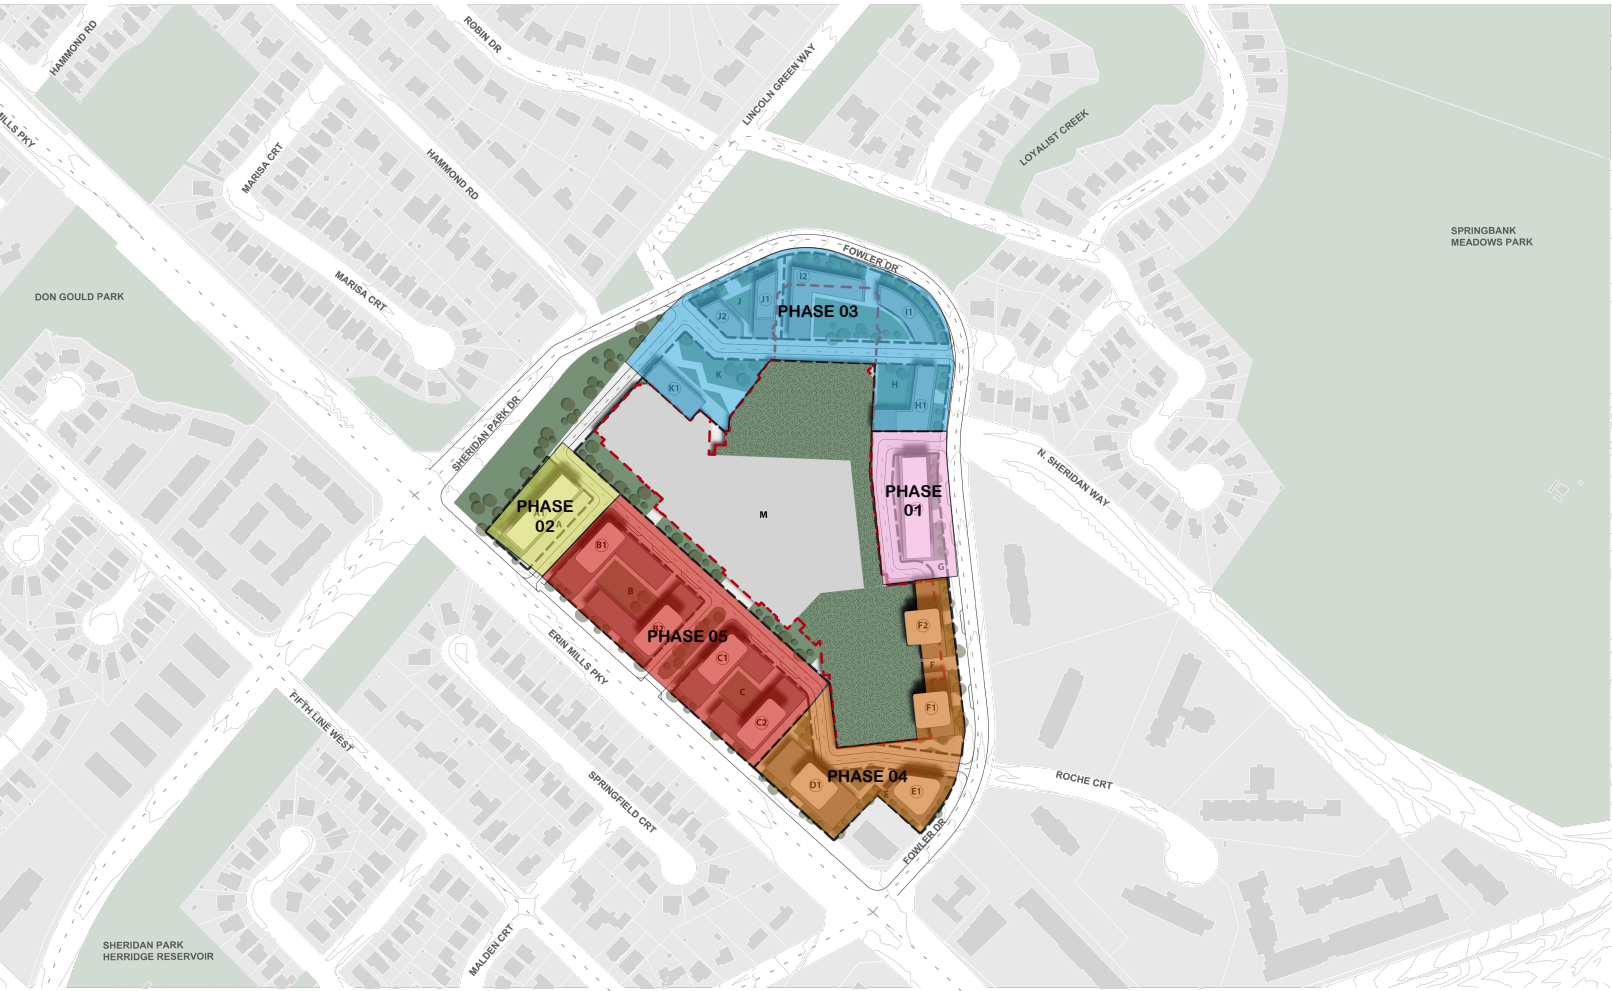 HAMMOND RD
ROBIN DR
LINCOLN GREEN WAY
MILLS PKY
MARISA CRT
HAMMOND RD
LOYALIST CREEK
SPRINGBANK
MEADOWS PARK
FOWLER DR
DON GOULD PARK
MARISA CRT
I2
J
J1
J2
PHASE 03
I1
K
K1
H
H1
SHERIDAN PARK DR
N. SHERIDAN WAY
PHASE
01
G
PHASE
02
A1
A
M
B1
B
B2
PHASE 05
C1
C
C2
F2
F
F1
ERIN MILLS PKY
FIFTH LINE WEST
PHASE 04
D1
E
E1
ROCHE CRT
SPRINGFIELD CRT
FOWLER DR
MALDEN CRT
SHERIDAN PARK
HERRIDGE RESERVOIR